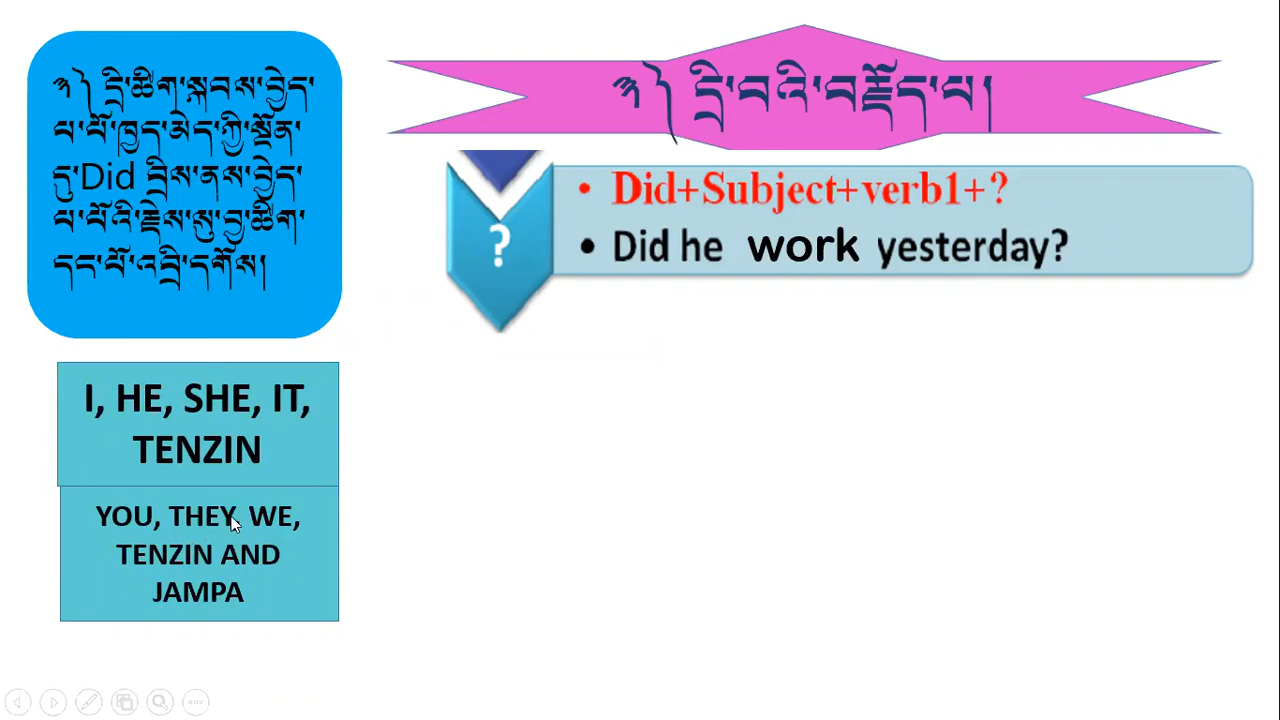 ༣༽ དྲི་ཚིག་སྐབས་བྱེད་
པ་པོ་ཁྱད་མེད་ཀྱི་སྔོན་
དུ་Did བྲིས་ནས་བྱེད་
པ་པོའི་རྗེས་སུ་བྱ་ཚིག་
དང་པོ་འབྲི་དགོས།
༣༽ དྲི་བའི་བརྗོད་པ།
?
• Did+Subject+verb1+?
• Did he work yesterday?
I, HE, SHE, IT,
TENZIN
YOU, THEY, WE,
TENZIN AND
JAMPA